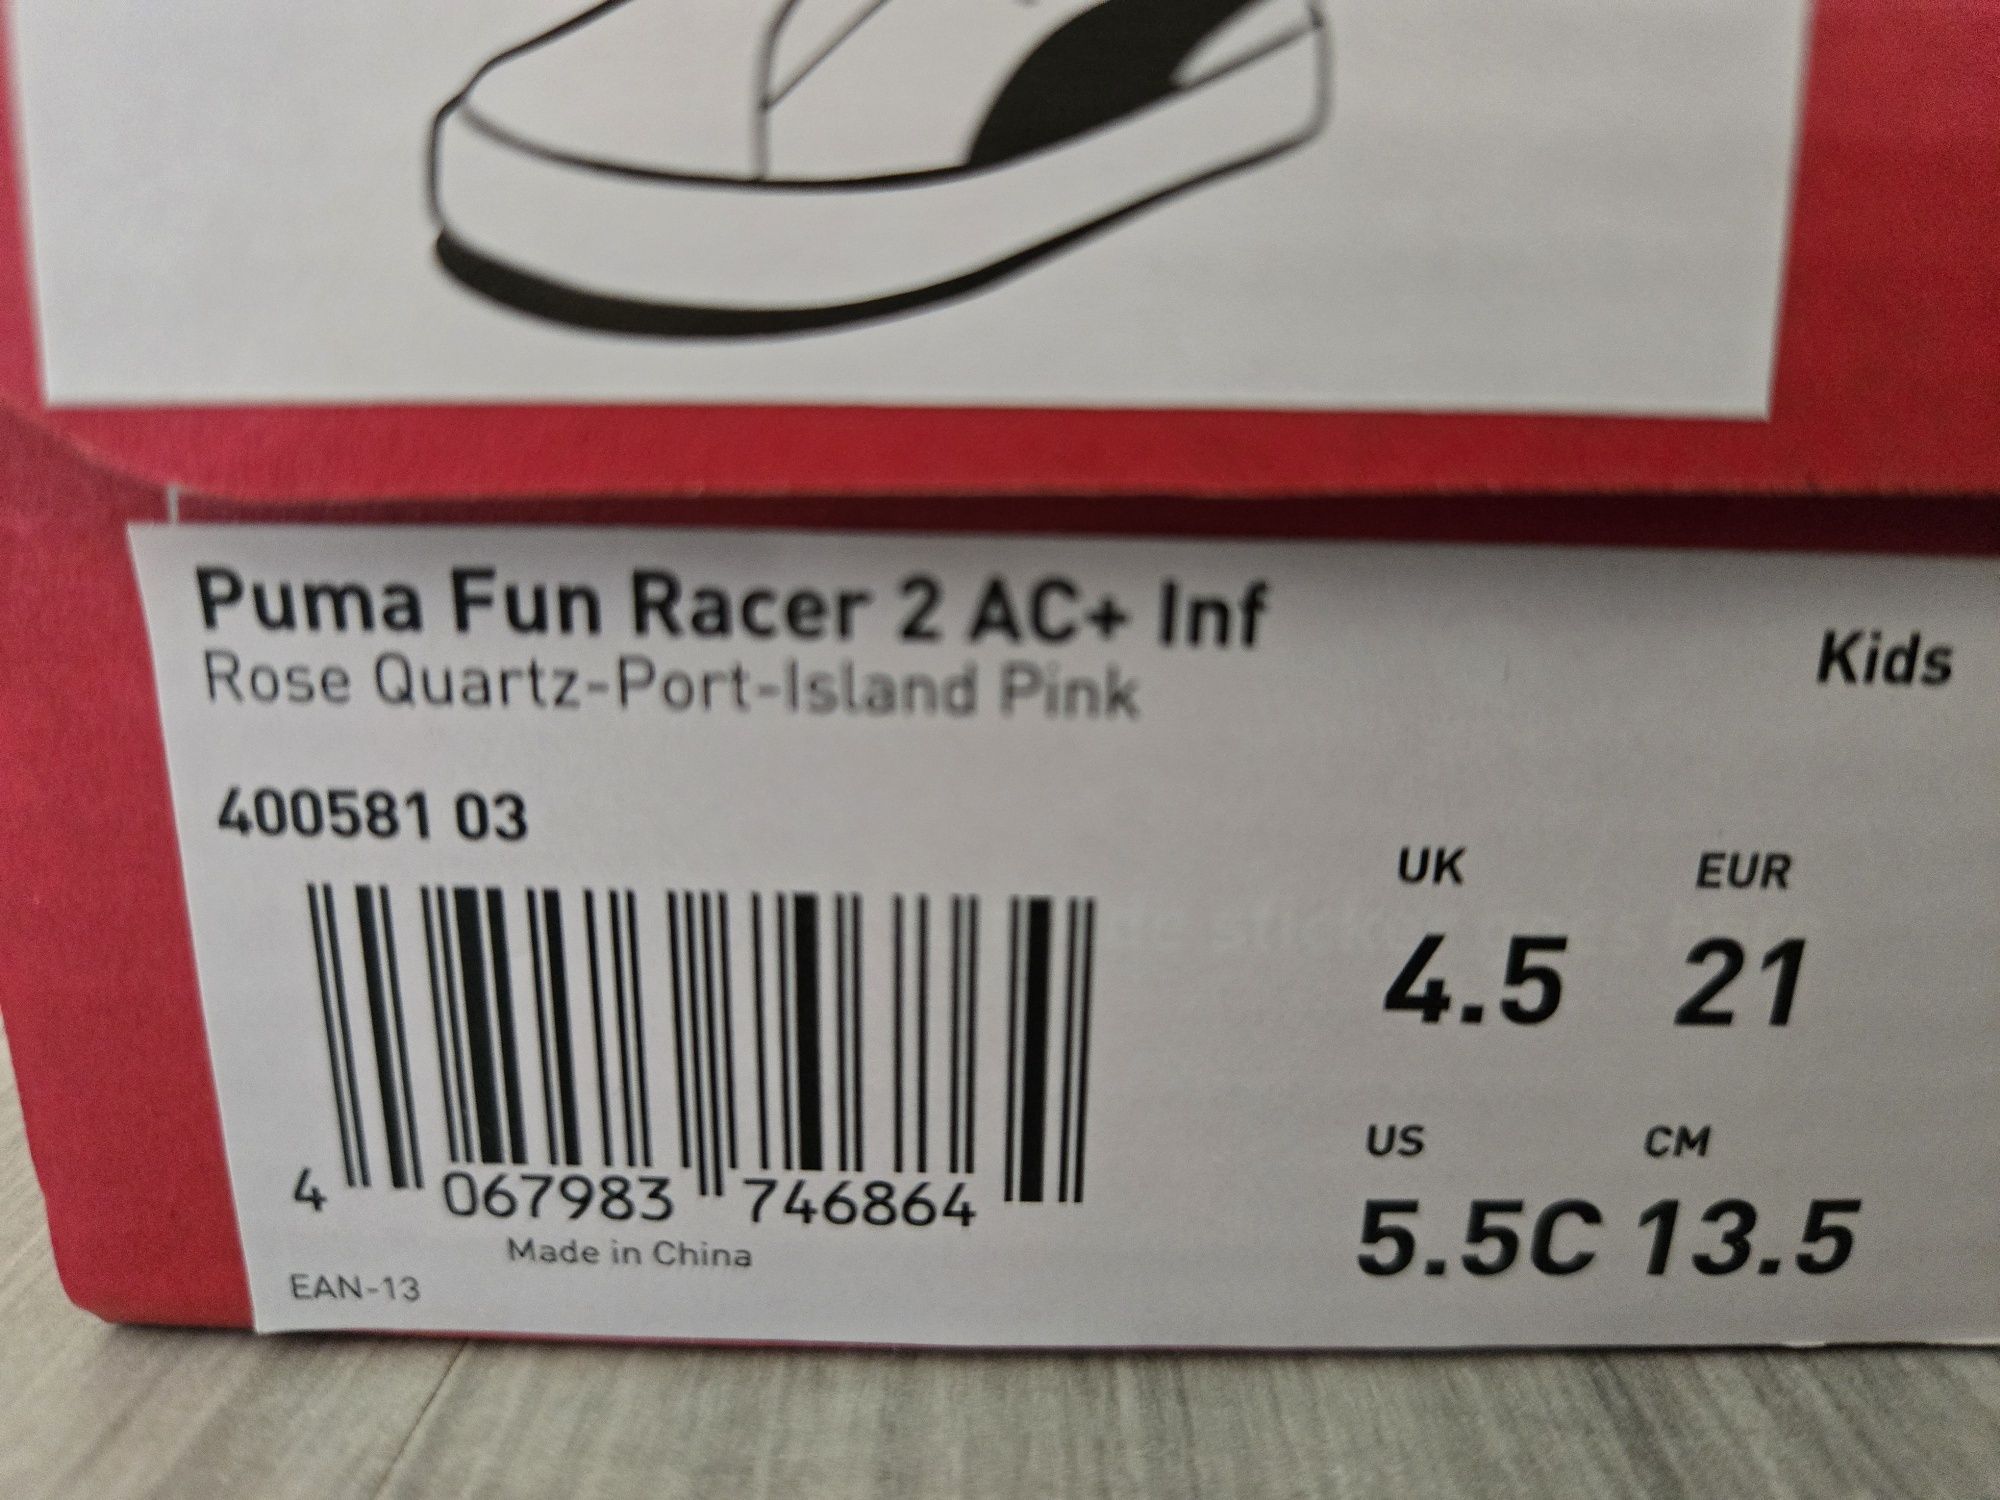 Puma Fun Racer 2 AC+ Inf
Rose Quartz-Port-Island Pink
Kids
400581 03
UK EUR
4.5 21
US CM
5.5C 13.5
4 067983 746864
Made in China
EAN-13